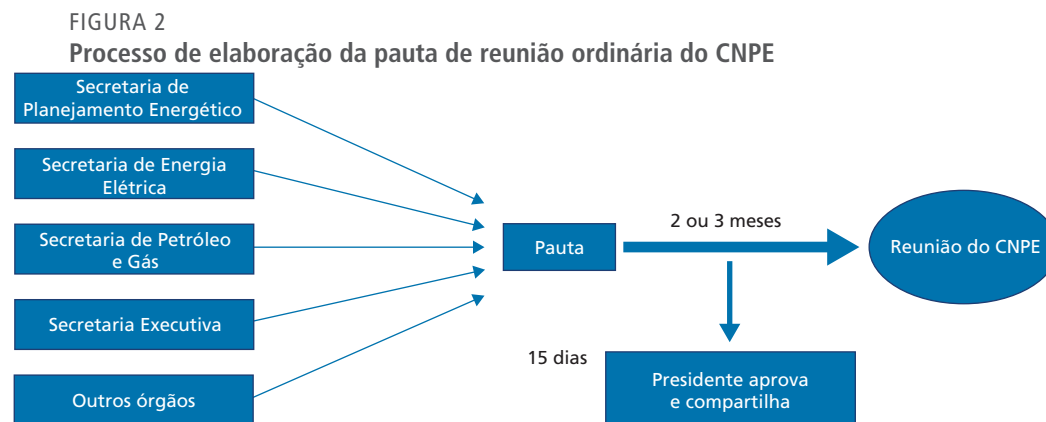 FIGURA 2
Processo de elaboração da pauta de reunião ordinária do CNPE
Secretaria de
Planejamento Energético
Secretaria de Energia
Elétrica
Secretaria de Petróleo
e Gás
Secretaria Executiva
Outros órgãos
Pauta
2 ou 3 meses
Reunião do CNPE
15 dias
Presidente aprova
e compartilha